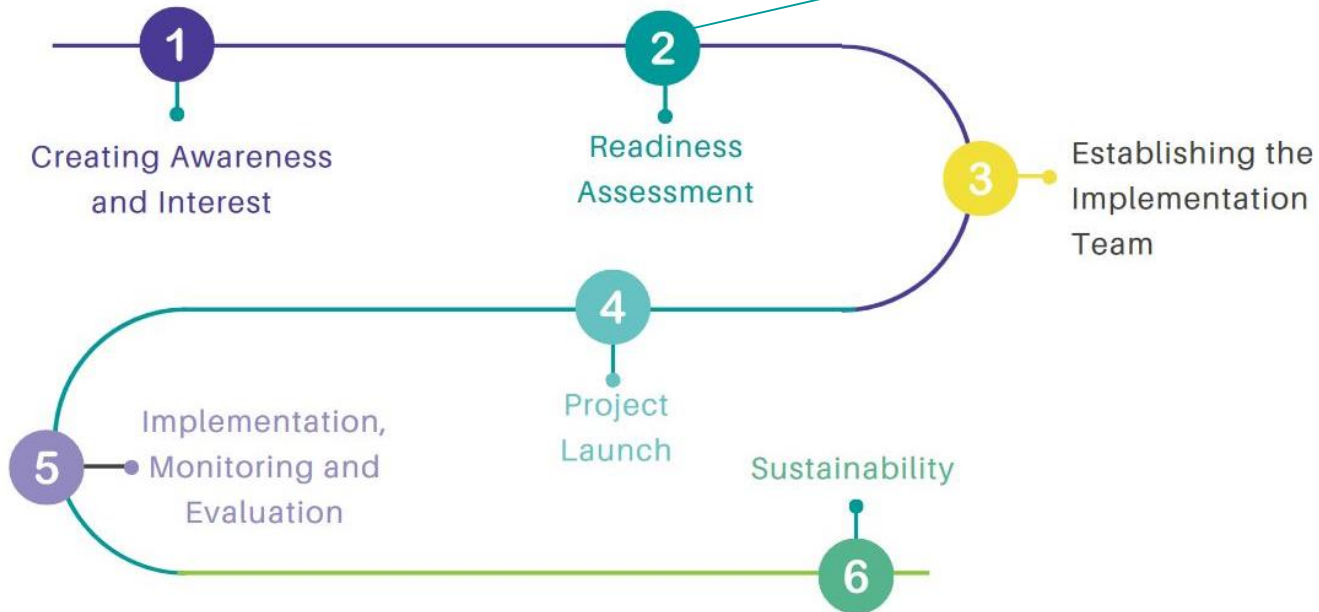 1
Creating Awareness
and Interest
2
Readiness
Assessment
3
Establishing the
Implementation
Team
4
Project
Launch
5
Implementation,
Monitoring and
Evaluation
6
Sustainability